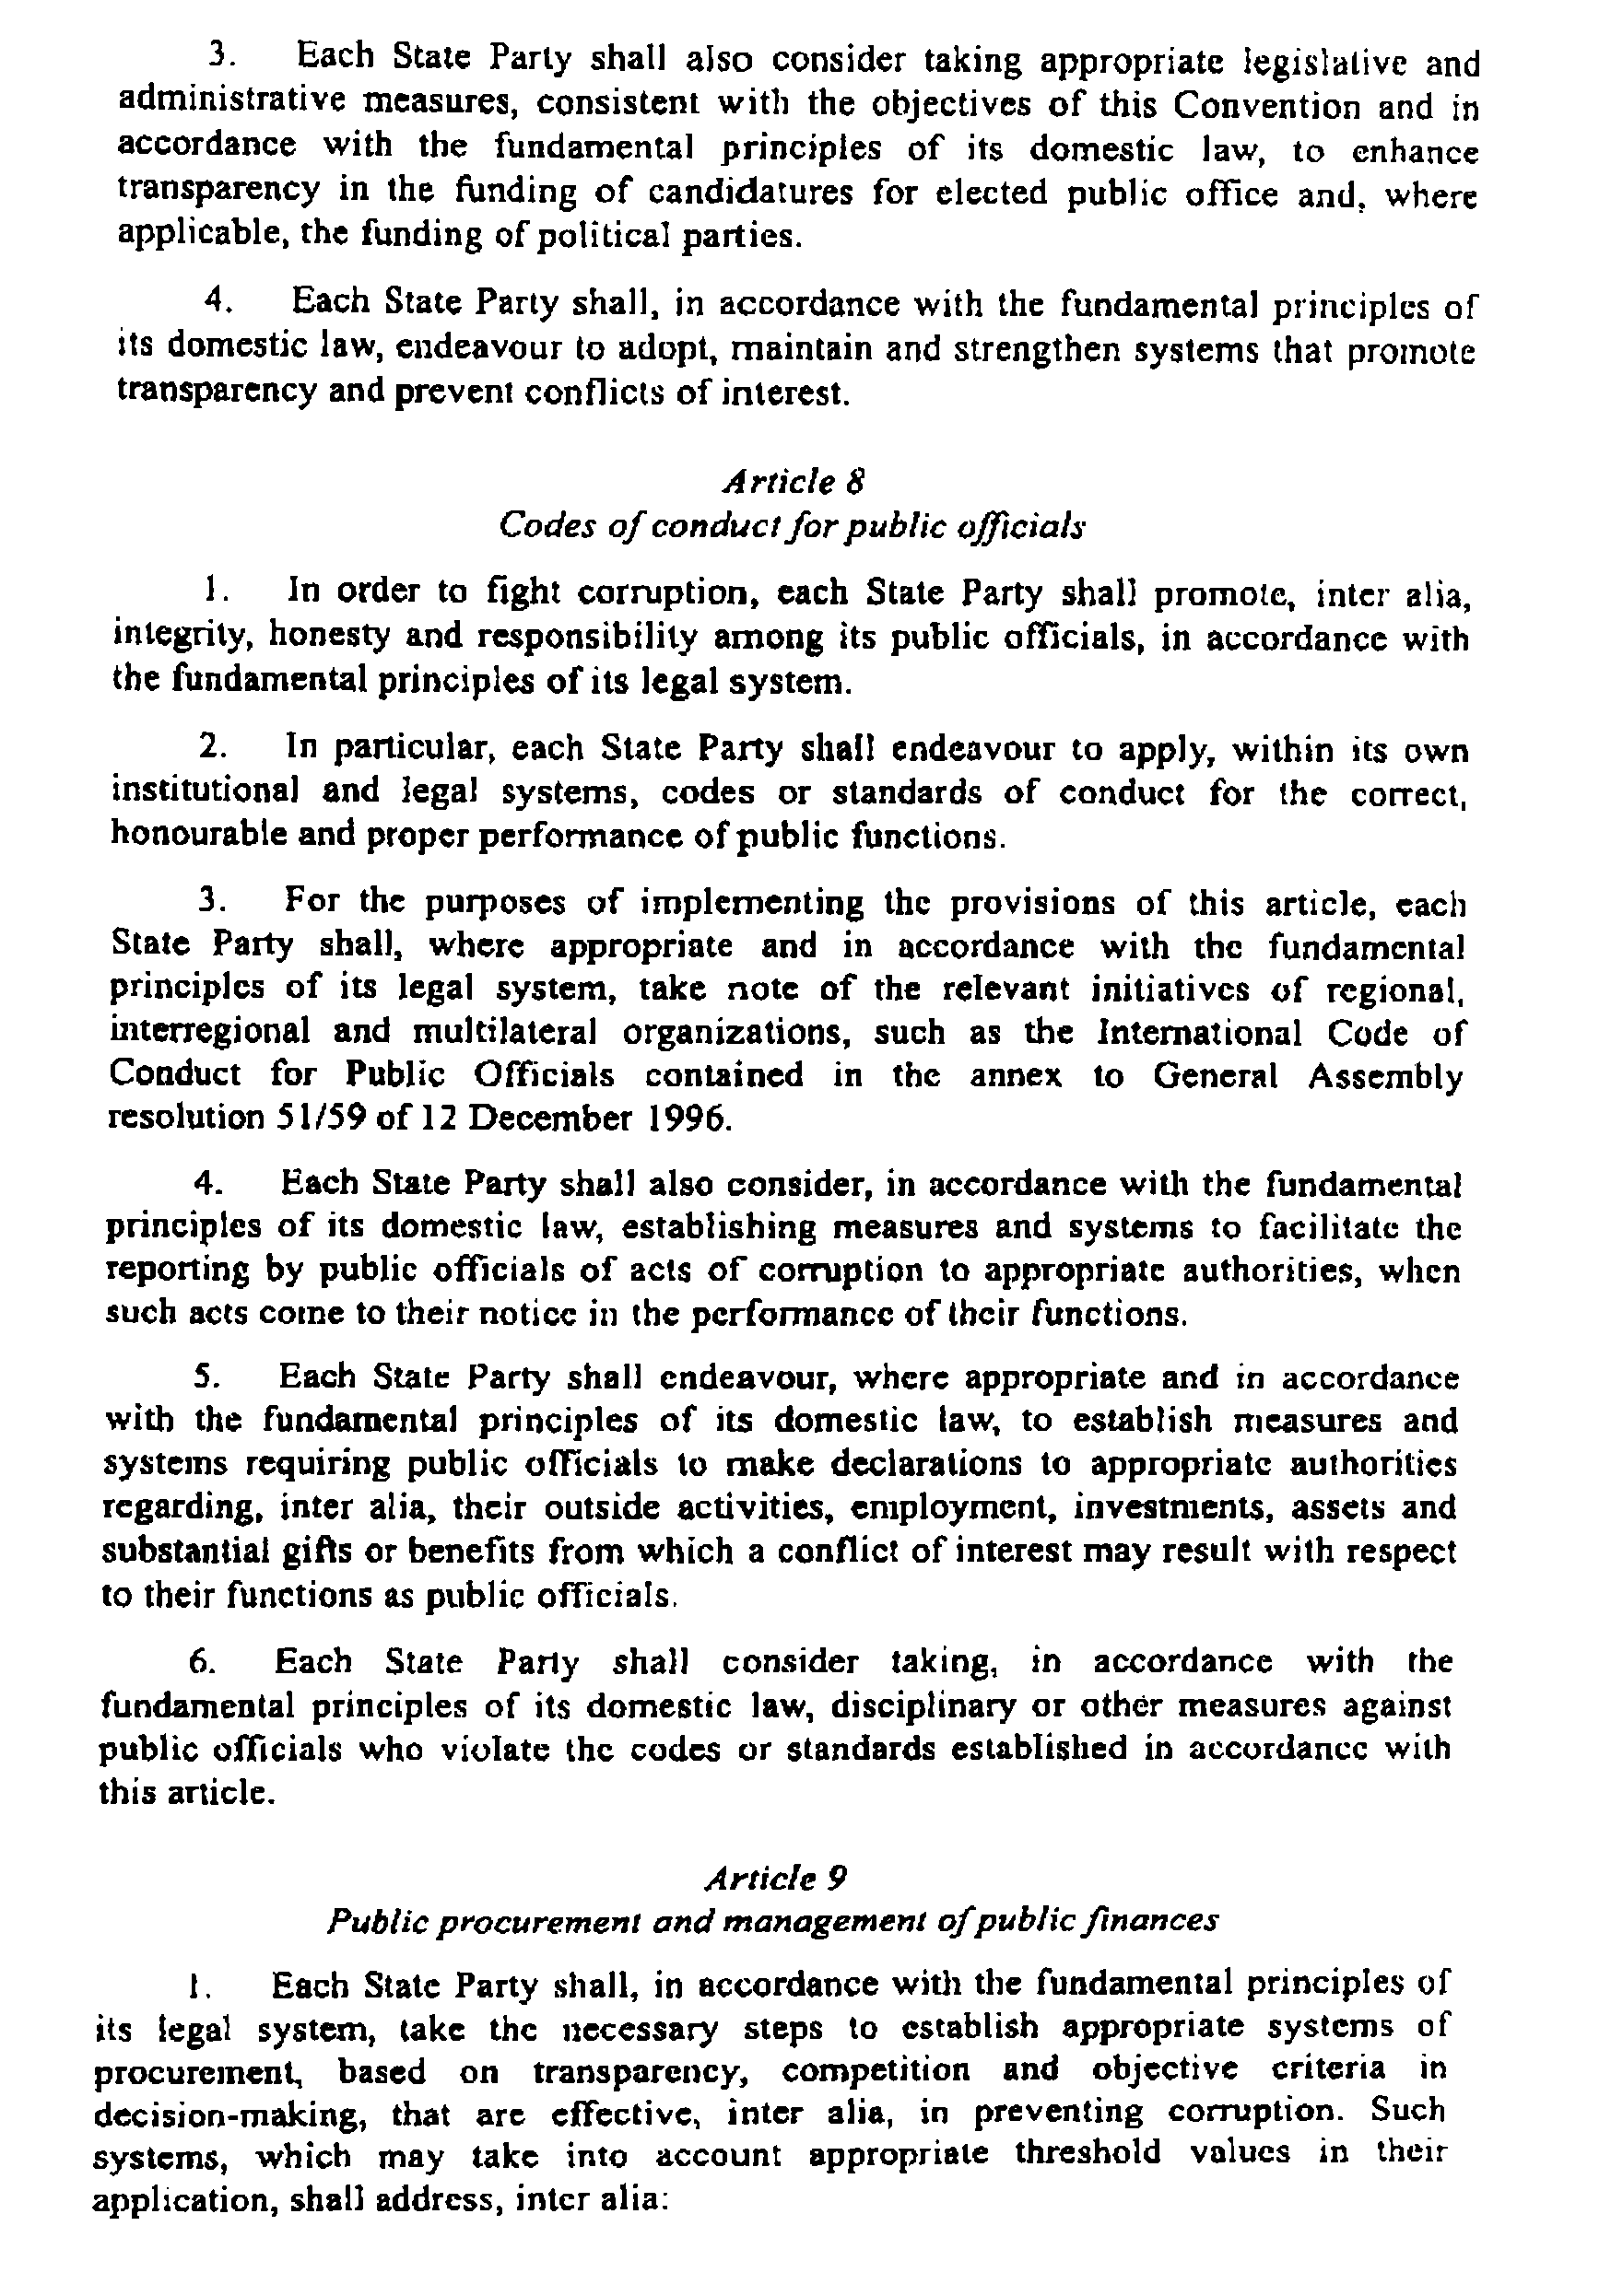 3. Each State Party shall also consider taking appropriate legislative and
administrative measures, consistent with the objectives of this Convention and in
accordance with the fundamental principles of its domestic law, to enhance
transparency in the funding of candidatures for elected public office and, where
applicable, the funding of political parties.
4. Each State Party shall, in accordance with the fundamental principles of
its domestic law, endeavour to adopt, maintain and strengthen systems that promote
transparency and prevent conflicts of interest.
Article 8
Codes of conduct for public officials
1. In order to fight corruption, each State Party shall promote, inter alia,
integrity, honesty and responsibility among its public officials, in accordance with
the fundamental principles of its legal system.
2. In particular, each State Party shall endeavour to apply, within its own
institutional and legal systems, codes or standards of conduct for the correct,
honourable and proper performance of public functions.
3. For the purposes of implementing the provisions of this article, each
State Party shall, where appropriate and in accordance with the fundamental
principles of its legal system, take note of the relevant initiatives of regional,
interregional and multilateral organizations, such as the International Code of
Conduct for Public Officials contained in the annex to General Assembly
resolution 51/59 of 12 December 1996.
4. Each State Party shall also consider, in accordance with the fundamental
principles of its domestic law, establishing measures and systems to facilitate the
reporting by public officials of acts of corruption to appropriate authorities, when
such acts come to their notice in the performance of their functions.
5. Each State Party shall endeavour, where appropriate and in accordance
with the fundamental principles of its domestic law, to establish measures and
systems requiring public officials to make declarations to appropriate authorities
regarding, inter alia, their outside activities, employment, investments, assets and
substantial gifts or benefits from which a conflict of interest may result with respect
to their functions as public officials.
6. Each State Party shall consider taking, in accordance with the
fundamental principles of its domestic law, disciplinary or other measures against
public officials who violate the codes or standards established in accordance with
this article.
Article 9
Public procurement and management of public finances
1. Each State Party shall, in accordance with the fundamental principles of
its legal system, take the necessary steps to establish appropriate systems of
procurement, based on transparency, competition and objective criteria in
decision-making, that are effective, inter alia, in preventing corruption. Such
systems, which may take into account appropriate threshold values in their
application, shall address, inter alia: